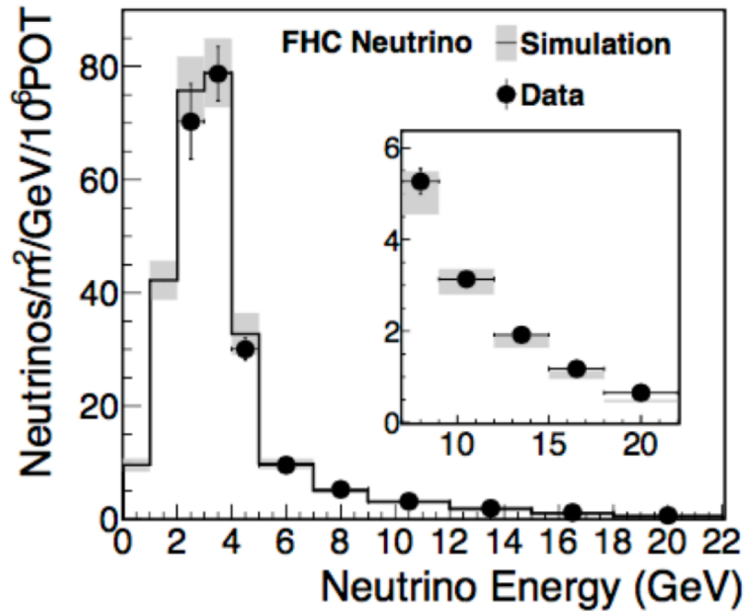 FHC Neutrino
Simulation
Data
Neutrinos/m²/GeV/10⁶POT
80
60
40
20
0
6
4
2
0
10 15 20
0 2 4 6 8 10 12 14 16 18 20 22
Neutrino Energy (GeV)